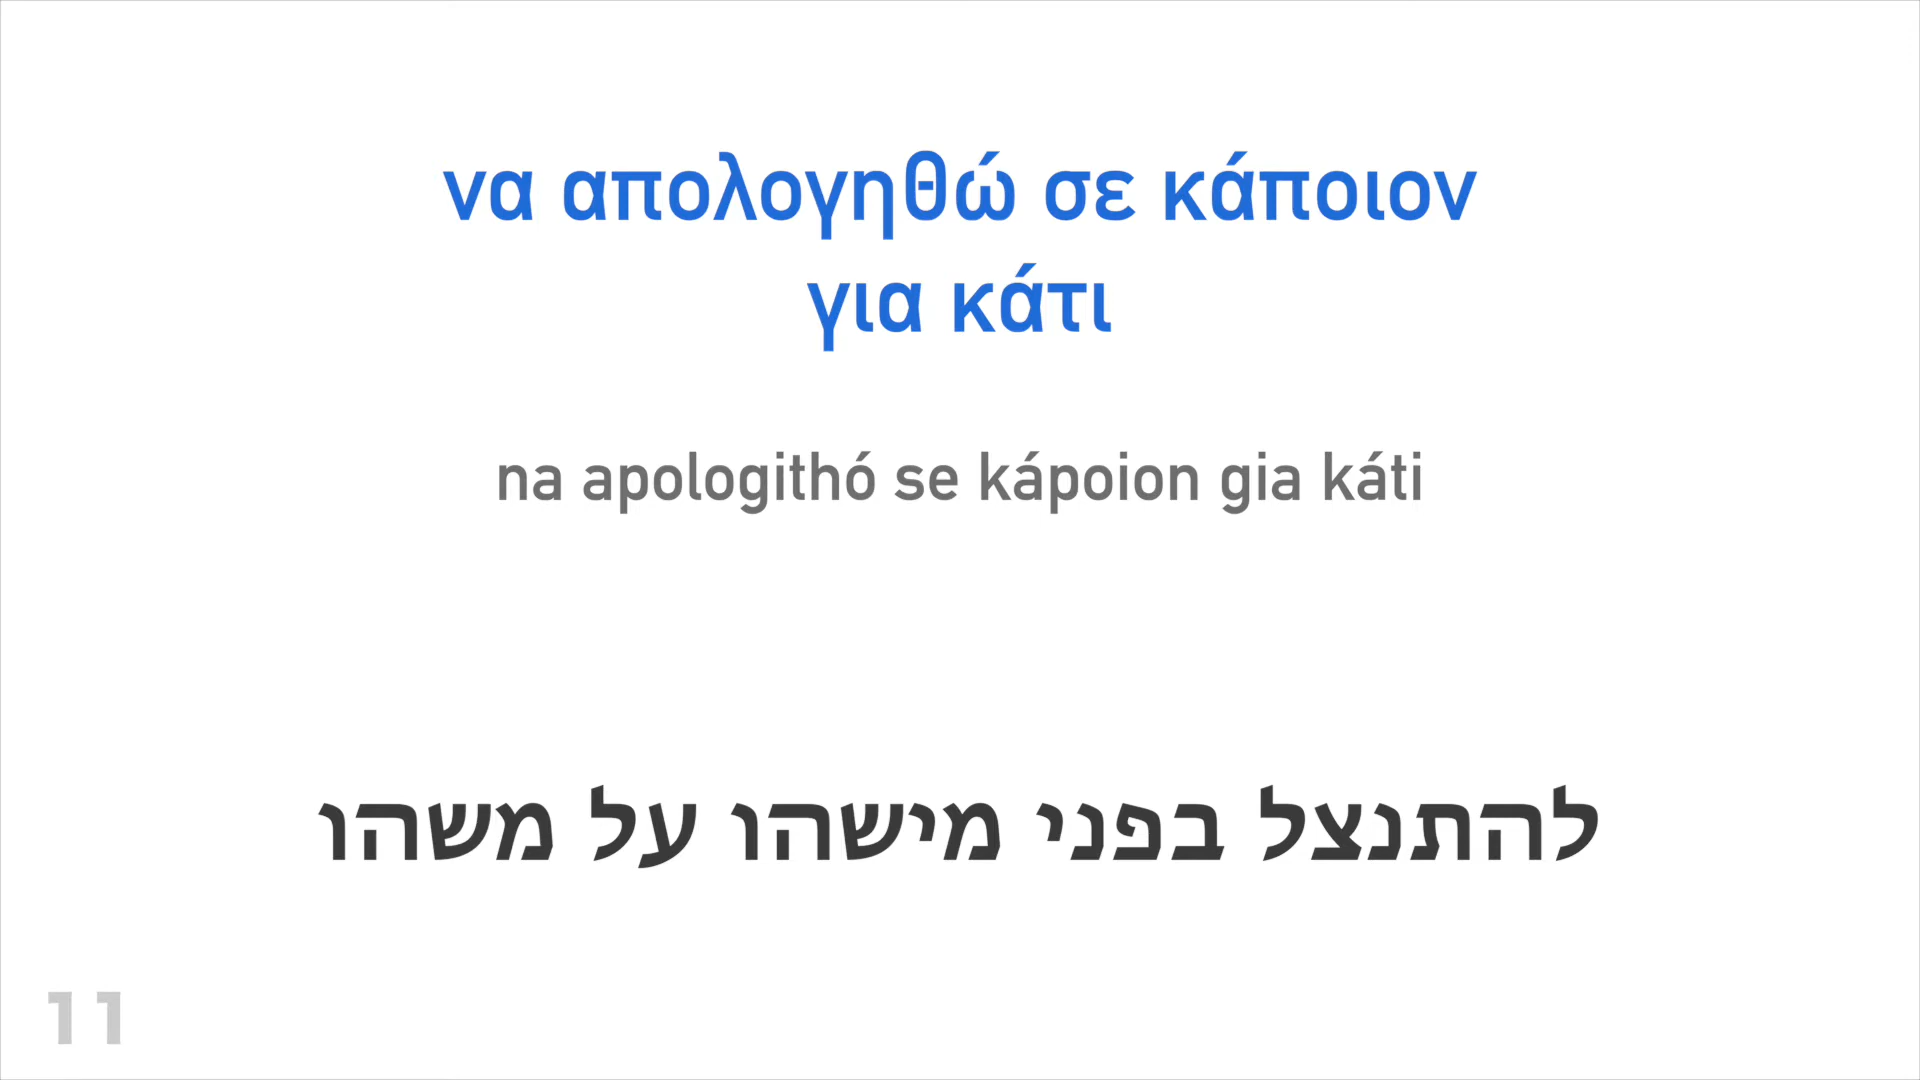 να απολογηθώ σε κάποιον
για κάτι
na apologithó se kápoion gia káti
להתנצל בפני מישהו על משהו
11